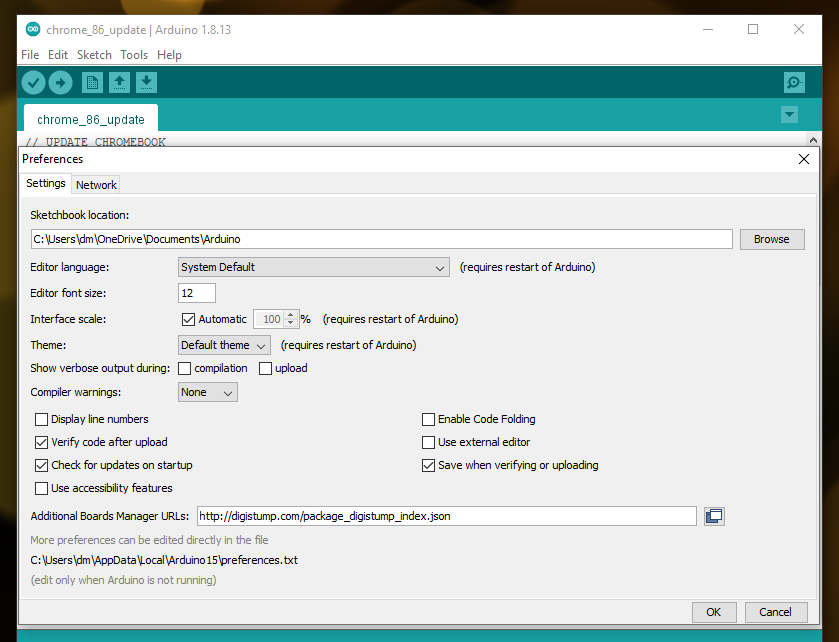 chrome_86_update | Arduino 1.8.13
File Edit Sketch Tools Help
chrome_86_update
// UPDATE CHROMEBOOK
Preferences
Settings Network
Sketchbook location:
C:\Users\dm\OneDrive\Documents\Arduino Browse
Editor language: System Default (requires restart of Arduino)
Editor font size: 12
Interface scale: Automatic 100 % (requires restart of Arduino)
Theme: Default theme (requires restart of Arduino)
Show verbose output during: compilation upload
Compiler warnings: None
Display line numbers Enable Code Folding
Verify code after upload Use external editor
Check for updates on startup Save when verifying or uploading
Use accessibility features
Additional Boards Manager URLs: http://digistump.com/package_digistump_index.json
More preferences can be edited directly in the file
C:\Users\dm\AppData\Local\Arduino15\preferences.txt
(edit only when Arduino is not running)
OK Cancel